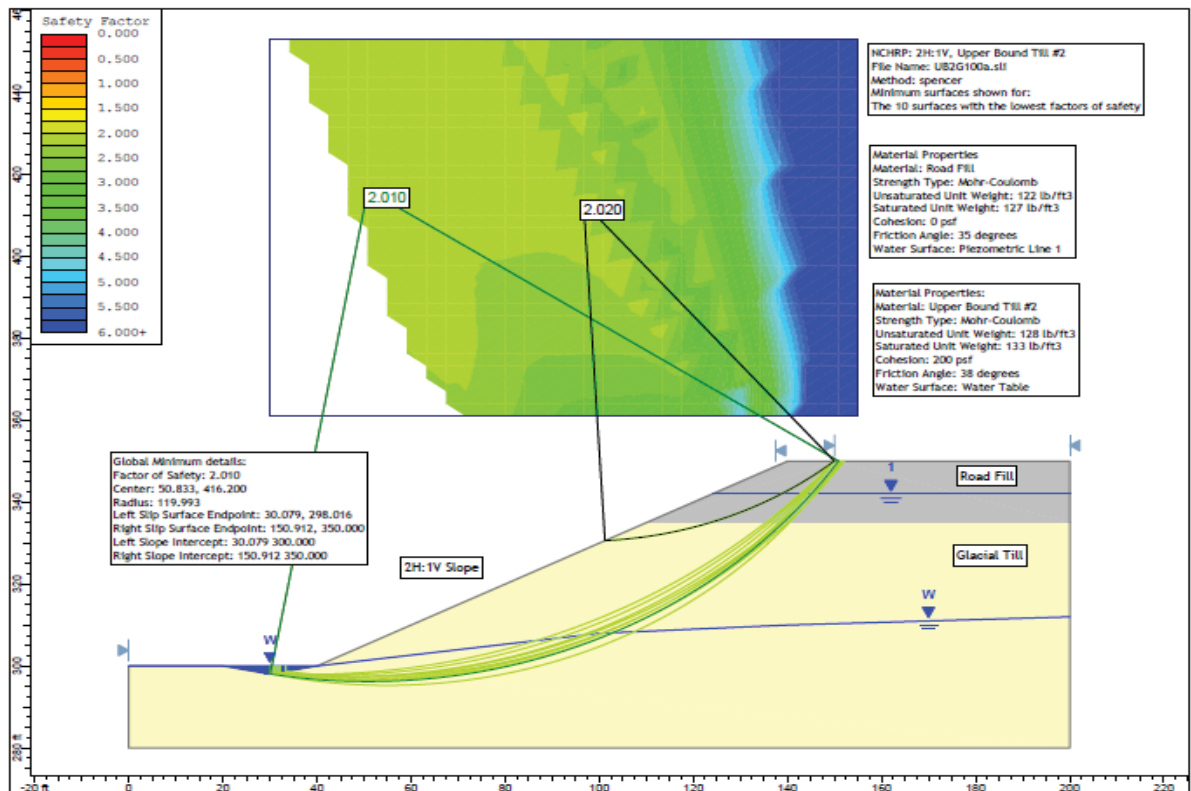 Safety Factor
0.000
0.500
1.000
1.500
2.000
2.500
3.000
3.500
4.000
4.500
5.000
5.500
6.000+
NCHRP: 2H:1V, Upper Bound Till #2
File Name: UB2G100a.sli
Method: spencer
Minimum surfaces shown for:
The 10 surfaces with the lowest factors of safety
Material Properties
Material: Road Fill
Strength Type: Mohr-Coulomb
Unsaturated Unit Weight: 122 lb/ft3
Saturated Unit Weight: 127 lb/ft3
Cohesion: 0 psf
Friction Angle: 35 degrees
Water Surface: Piezometric Line 1
Material Properties:
Material: Upper Bound Till #2
Strength Type: Mohr-Coulomb
Unsaturated Unit Weight: 128 lb/ft3
Saturated Unit Weight: 133 lb/ft3
Cohesion: 200 psf
Friction Angle: 38 degrees
Water Surface: Water Table
2.010
2.020
Global Minimum details:
Factor of Safety: 2.010
Center: 50.833, 416.200
Radius: 119.993
Left Slip Surface Endpoint: 30.079, 298.016
Right Slip Surface Endpoint: 150.912, 350.000
Left Slope Intercept: 30.079 300.000
Right Slope Intercept: 150.912 350.000
1
Road Fill
Glacial Till
2H:1V Slope
W
W
46
440
420
400
380
360
340
320
300
280 ft
-20 ft
0
20
40
60
80
100
120
140
160
180
200
220